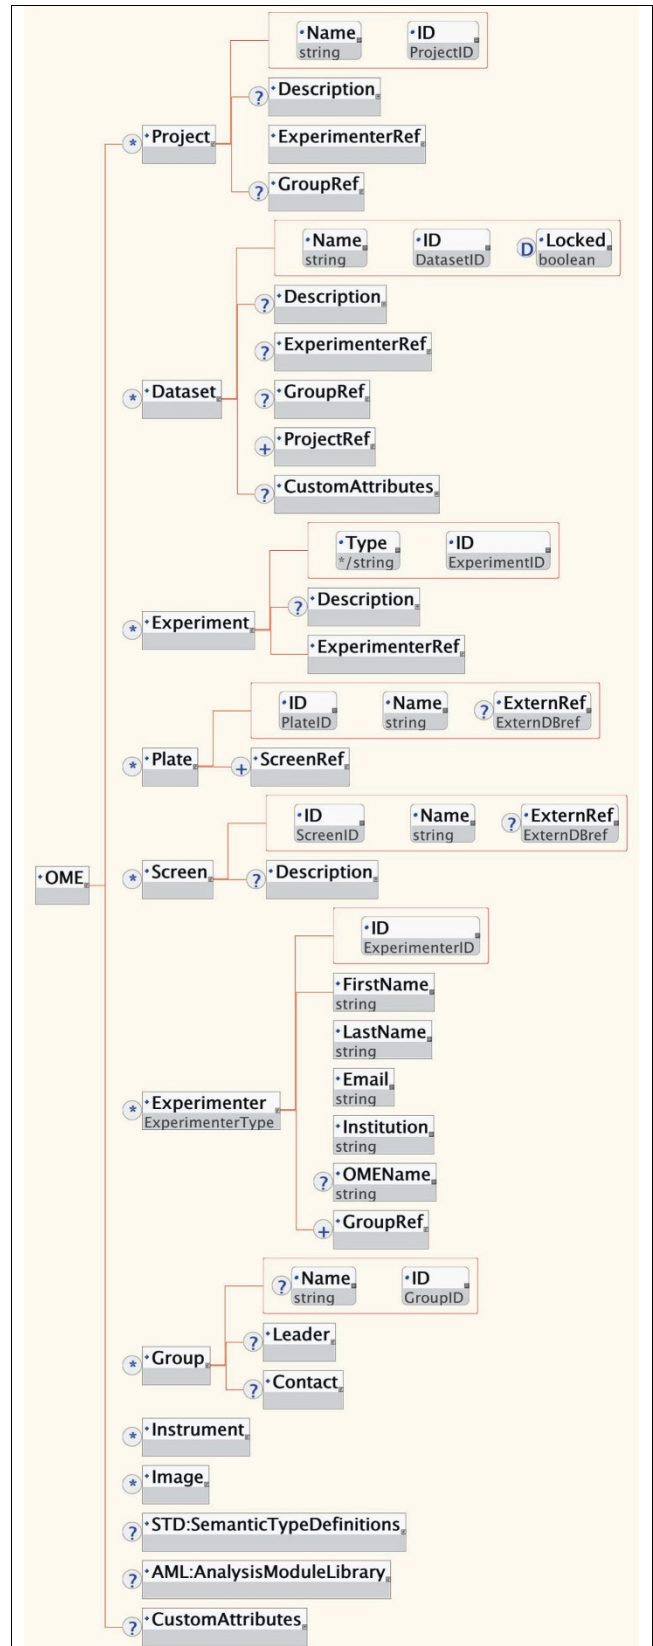 Name ID
string ProjectID
? Description
* Project
ExperimenterRef
? GroupRef
Name ID D Locked
string DatasetID boolean
? Description
? ExperimenterRef
* Dataset
? GroupRef
+ ProjectRef
? CustomAttributes
Type ID
*/string ExperimentID
? Description
* Experiment
ExperimenterRef
ID Name ? ExternRef
PlateID string ExternDBref
* Plate + ScreenRef
ID Name ? ExternRef
ScreenID string ExternDBref
OME
* Screen ? Description
ID
ExperimenterID
FirstName
string
LastName
string
Email
string
* Experimenter
ExperimenterType
Institution
string
? OMEName
string
+ GroupRef
? Name ID
string GroupID
? Leader
* Group
? Contact
* Instrument
* Image
? STD:SemanticTypeDefinitions
? AML:AnalysisModuleLibrary
? CustomAttributes